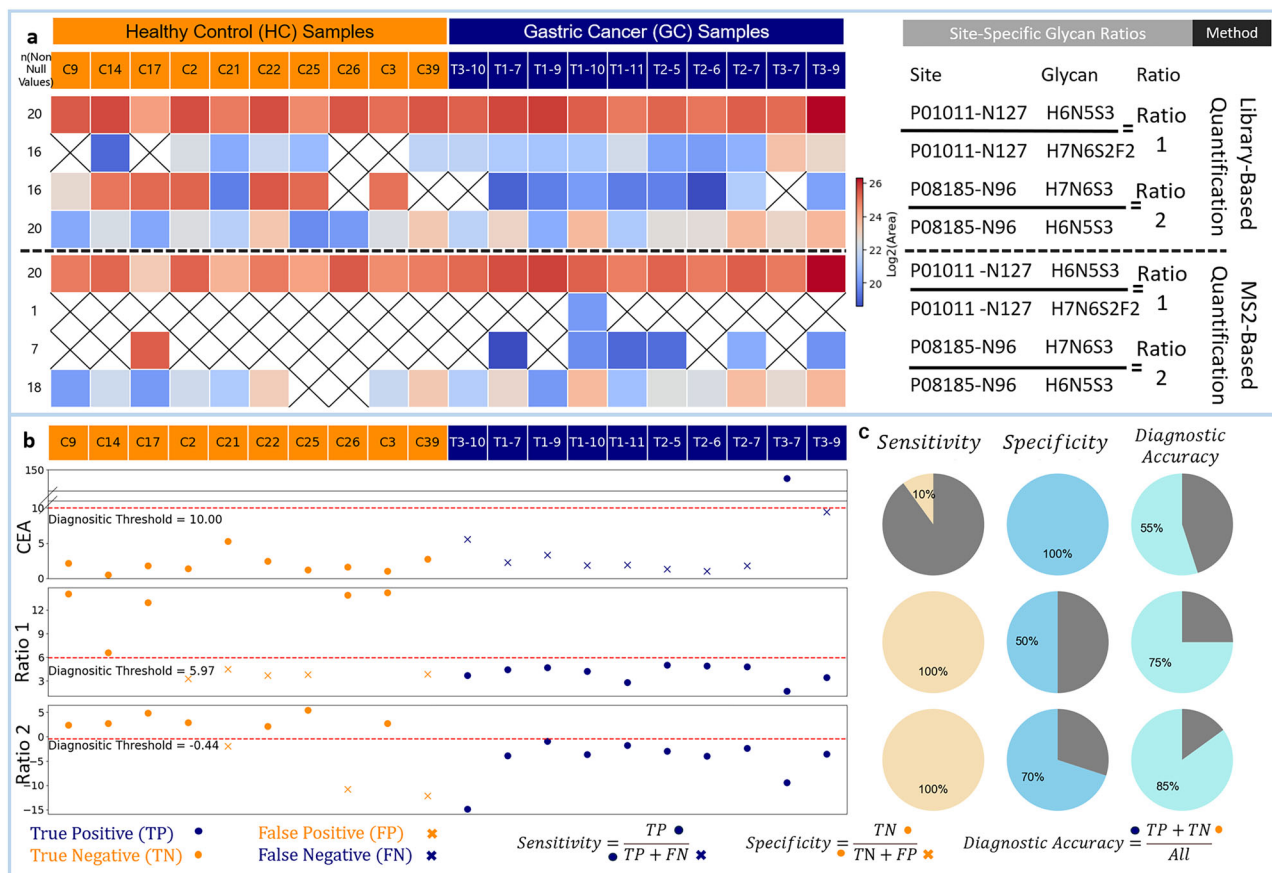 a
Healthy Control (HC) Samples
Gastric Cancer (GC) Samples
n(Non
Null
Values)
C9 C14 C17 C2 C21 C22 C25 C26 C3 C39 T3-10 T1-7 T1-9 T1-10 T1-11 T2-5 T2-6 T2-7 T3-7 T3-9
20
16
16
20
20
1
7
18
26
24
22
20
Log2(Area)
Site-Specific Glycan Ratios
Method
Site Glycan Ratio
P01011-N127 H6N5S3
P01011-N127 H7N6S2F2
= Ratio
1
P08185-N96 H7N6S3
P08185-N96 H6N5S3
= Ratio
2
Library-Based
Quantification
P01011 -N127 H6N5S3
P01011 -N127 H7N6S2F2
= Ratio
1
P08185-N96 H7N6S3
P08185-N96 H6N5S3
= Ratio
2
MS2-Based
Quantification
b
C9 C14 C17 C2 C21 C22 C25 C26 C3 C39 T3-10 T1-7 T1-9 T1-10 T1-11 T2-5 T2-6 T2-7 T3-7 T3-9
CEA
150
10
5
0
Diagnositic Threshold = 10.00
Ratio 1
12
9
6
3
Diagnositic Threshold = 5.97
Ratio 2
5
0
−5
−10
−15
Diagnositic Threshold = -0.44
True Positive (TP)
False Positive (FP)
True Negative (TN)
False Negative (FN)
c
Sensitivity
Specificity
Diagnostic
Accuracy
10%
100%
55%
100%
50%
75%
100%
70%
85%
Sensitivity = TP
TP + FN
Specificity = TN
TN + FP
Diagnostic Accuracy = TP + TN
All